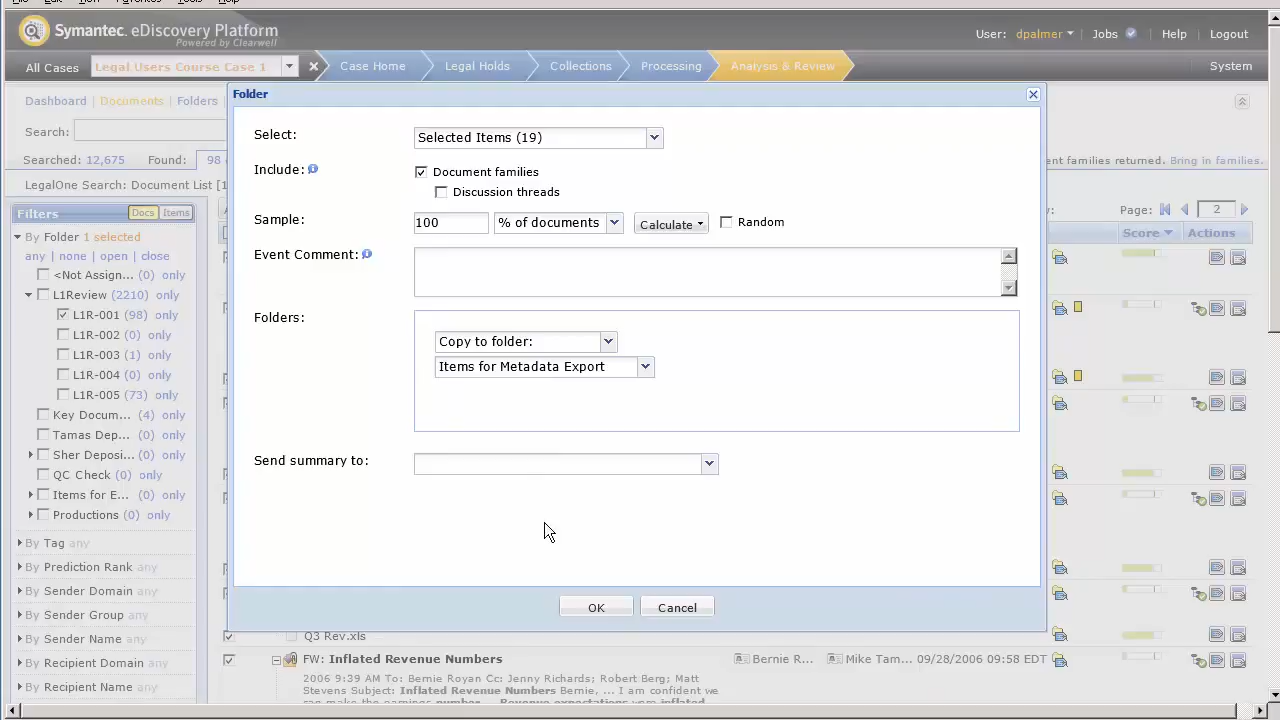 Symantec. eDiscovery Platform
Powered by Clearwell
User: dpalmer Jobs Help Logout
All Cases Legal Users Course Case 1 Case Home Legal Holds Collections Processing Analysis & Review System
Dashboard | Documents | Folders
Folder
Search:
Searched: 12,675 Found: 98
ent families returned. Bring in families.
LegalOne Search: Document List [1
Page: 2
Filters Docs Items
Score Actions
By Folder 1 selected
any | none | open | close
<Not Assign... (0) only
L1Review (2210) only
L1R-001 (98) only
L1R-002 (0) only
L1R-003 (1) only
L1R-004 (0) only
L1R-005 (73) only
Key Docum... (4) only
Tamas Dep... (0) only
Sher Deposi... (0) only
QC Check (0) only
Items for E... (0) only
Productions (0) only
By Tag any
By Prediction Rank any
By Sender Domain any
By Sender Group any
By Sender Name any
By Recipient Domain any
By Recipient Name any
Select: Selected Items (19)
Include: Document families
Discussion threads
Sample: 100 % of documents Calculate Random
Event Comment:
Folders:
Copy to folder:
Items for Metadata Export
Send summary to:
OK Cancel
Q3 Rev.xls
FW: Inflated Revenue Numbers Bernie R... Mike Tam... 09/28/2006 09:58 EDT
2006 9:39 AM To: Bernie Royan Cc: Jenny Richards; Robert Berg; Matt
Stevens Subject: Inflated Revenue Numbers Bernie, ... I am confident we